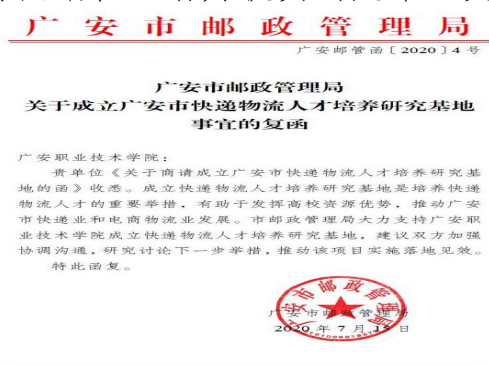 广安市邮政管理局
广安邮管函〔2020〕4号
广安市邮政管理局
关于成立广安市快递物流人才培养研究基地
事宜的复函
广安职业技术学院：
贵单位《关于商请成立广安市快递物流人才培养研究基
地的函》收悉。成立快递物流人才培养研究基地是培养快递
物流人才的重要举措，有助于发挥高校资源优势，推动广安
市快递业和电商物流业发展。市邮政管理局大力支持广安职
业技术学院成立快递物流人才培养研究基地，建议双方加强
协调沟通，研究讨论下一步举措，推动该项目实施落地见效。
特此函复。
广安市邮政管理局
广安市邮政管理局
2020年7月15日